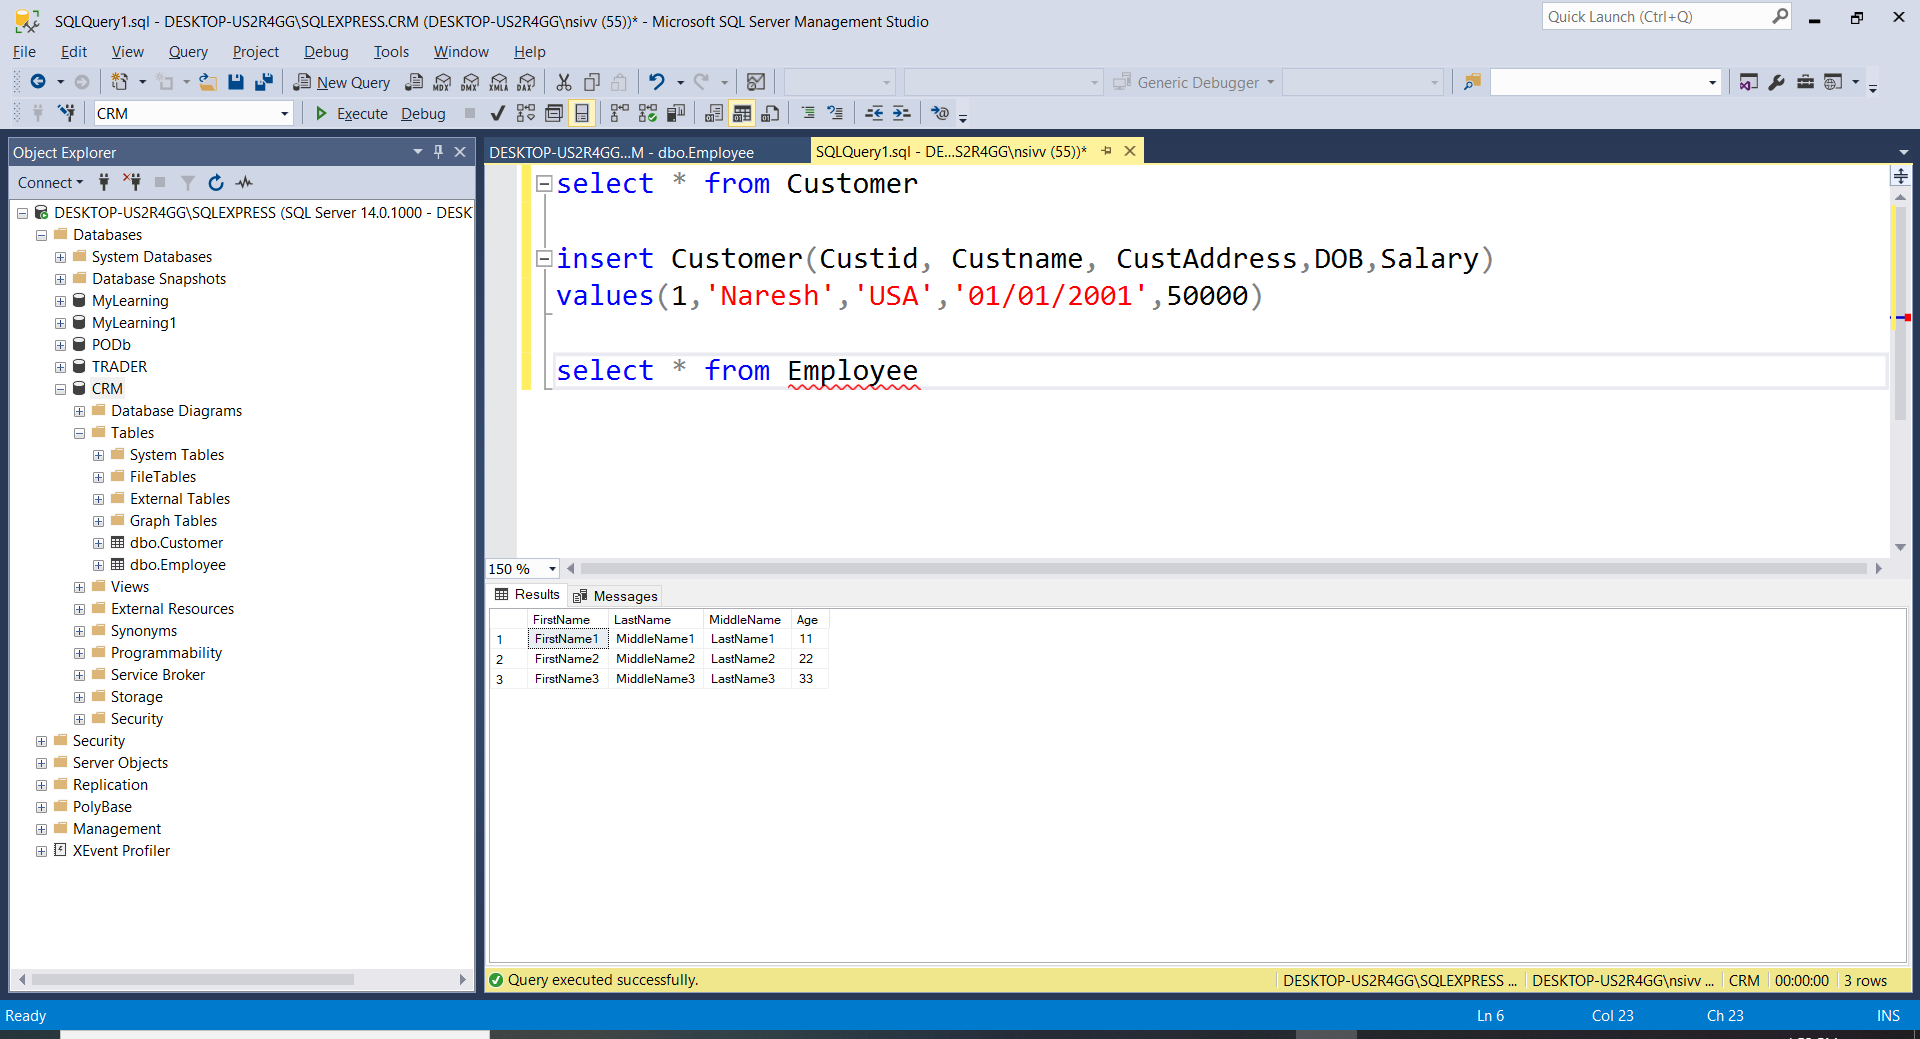 SQLQuery1.sql - DESKTOP-US2R4GG\SQLEXPRESS.CRM (DESKTOP-US2R4GG\nsivv (55))* - Microsoft SQL Server Management Studio
Quick Launch (Ctrl+Q)
File Edit View Query Project Debug Tools Window Help
New Query MDX DMX XMLA DAX Generic Debugger
CRM Execute Debug
Object Explorer
Connect
DESKTOP-US2R4GG\SQLEXPRESS (SQL Server 14.0.1000 - DESK
Databases
System Databases
Database Snapshots
MyLearning
MyLearning1
PODb
TRADER
CRM
Database Diagrams
Tables
System Tables
FileTables
External Tables
Graph Tables
dbo.Customer
dbo.Employee
Views
External Resources
Synonyms
Programmability
Service Broker
Storage
Security
Security
Server Objects
Replication
PolyBase
Management
XEvent Profiler
DESKTOP-US2R4GG...M - dbo.Employee
SQLQuery1.sql - DE...S2R4GG\nsivv (55))*
select * from Customer
insert Customer(Custid, Custname, CustAddress,DOB,Salary)
values(1,'Naresh','USA','01/01/2001',50000)
select * from Employee
150 %
Results Messages
FirstName LastName MiddleName Age
1 FirstName1 MiddleName1 LastName1 11
2 FirstName2 MiddleName2 LastName2 22
3 FirstName3 MiddleName3 LastName3 33
Query executed successfully.
DESKTOP-US2R4GG\SQLEXPRESS ... DESKTOP-US2R4GG\nsivv ... CRM 00:00:00 3 rows
Ready Ln 6 Col 23 Ch 23 INS